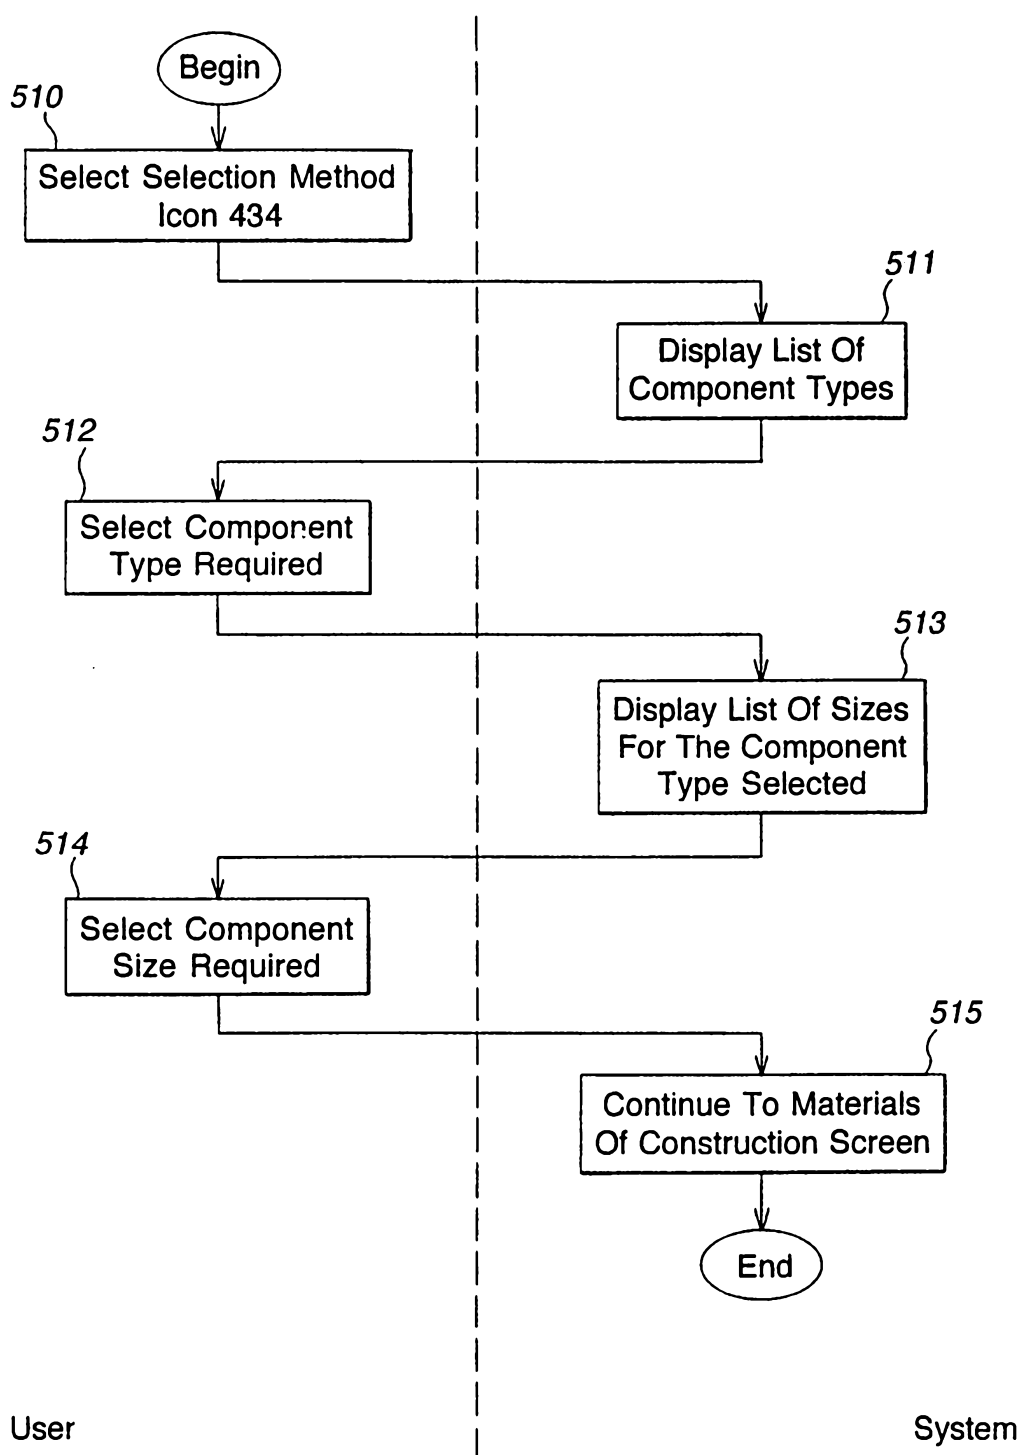 Begin
510
Select Selection Method
Icon 434
511
Display List Of
Component Types
512
Select Component
Type Required
513
Display List Of Sizes
For The Component
Type Selected
514
Select Component
Size Required
515
Continue To Materials
Of Construction Screen
End
User
System